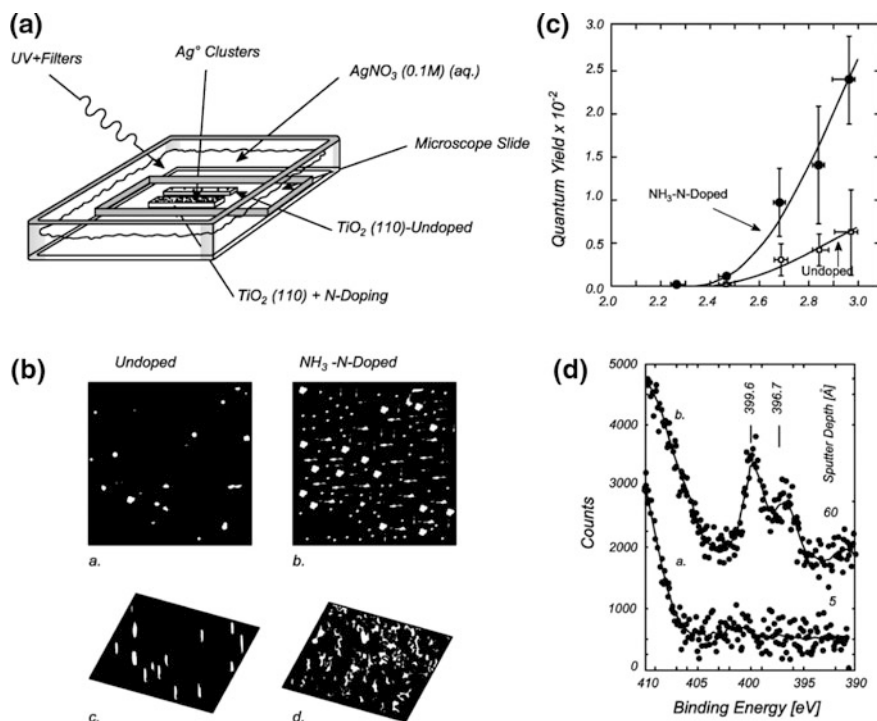 (a)
UV+Filters
Ag° Clusters
AgNO3 (0.1M) (aq.)
Microscope Slide
TiO2 (110)-Undoped
TiO2 (110) + N-Doping
(b)
Undoped
NH3 -N-Doped
a.
b.
c.
d.
(c)
Quantum Yield x 10-2
3.0
2.5
2.0
1.5
1.0
0.5
0.0
NH3-N-Doped
Undoped
2.0 2.2 2.4 2.6 2.8 3.0
(d)
Counts
5000
4000
3000
2000
1000
0
b.
a.
399.6
396.7
Sputter Depth [Å]
60
5
410 405 400 395 390
Binding Energy [eV]